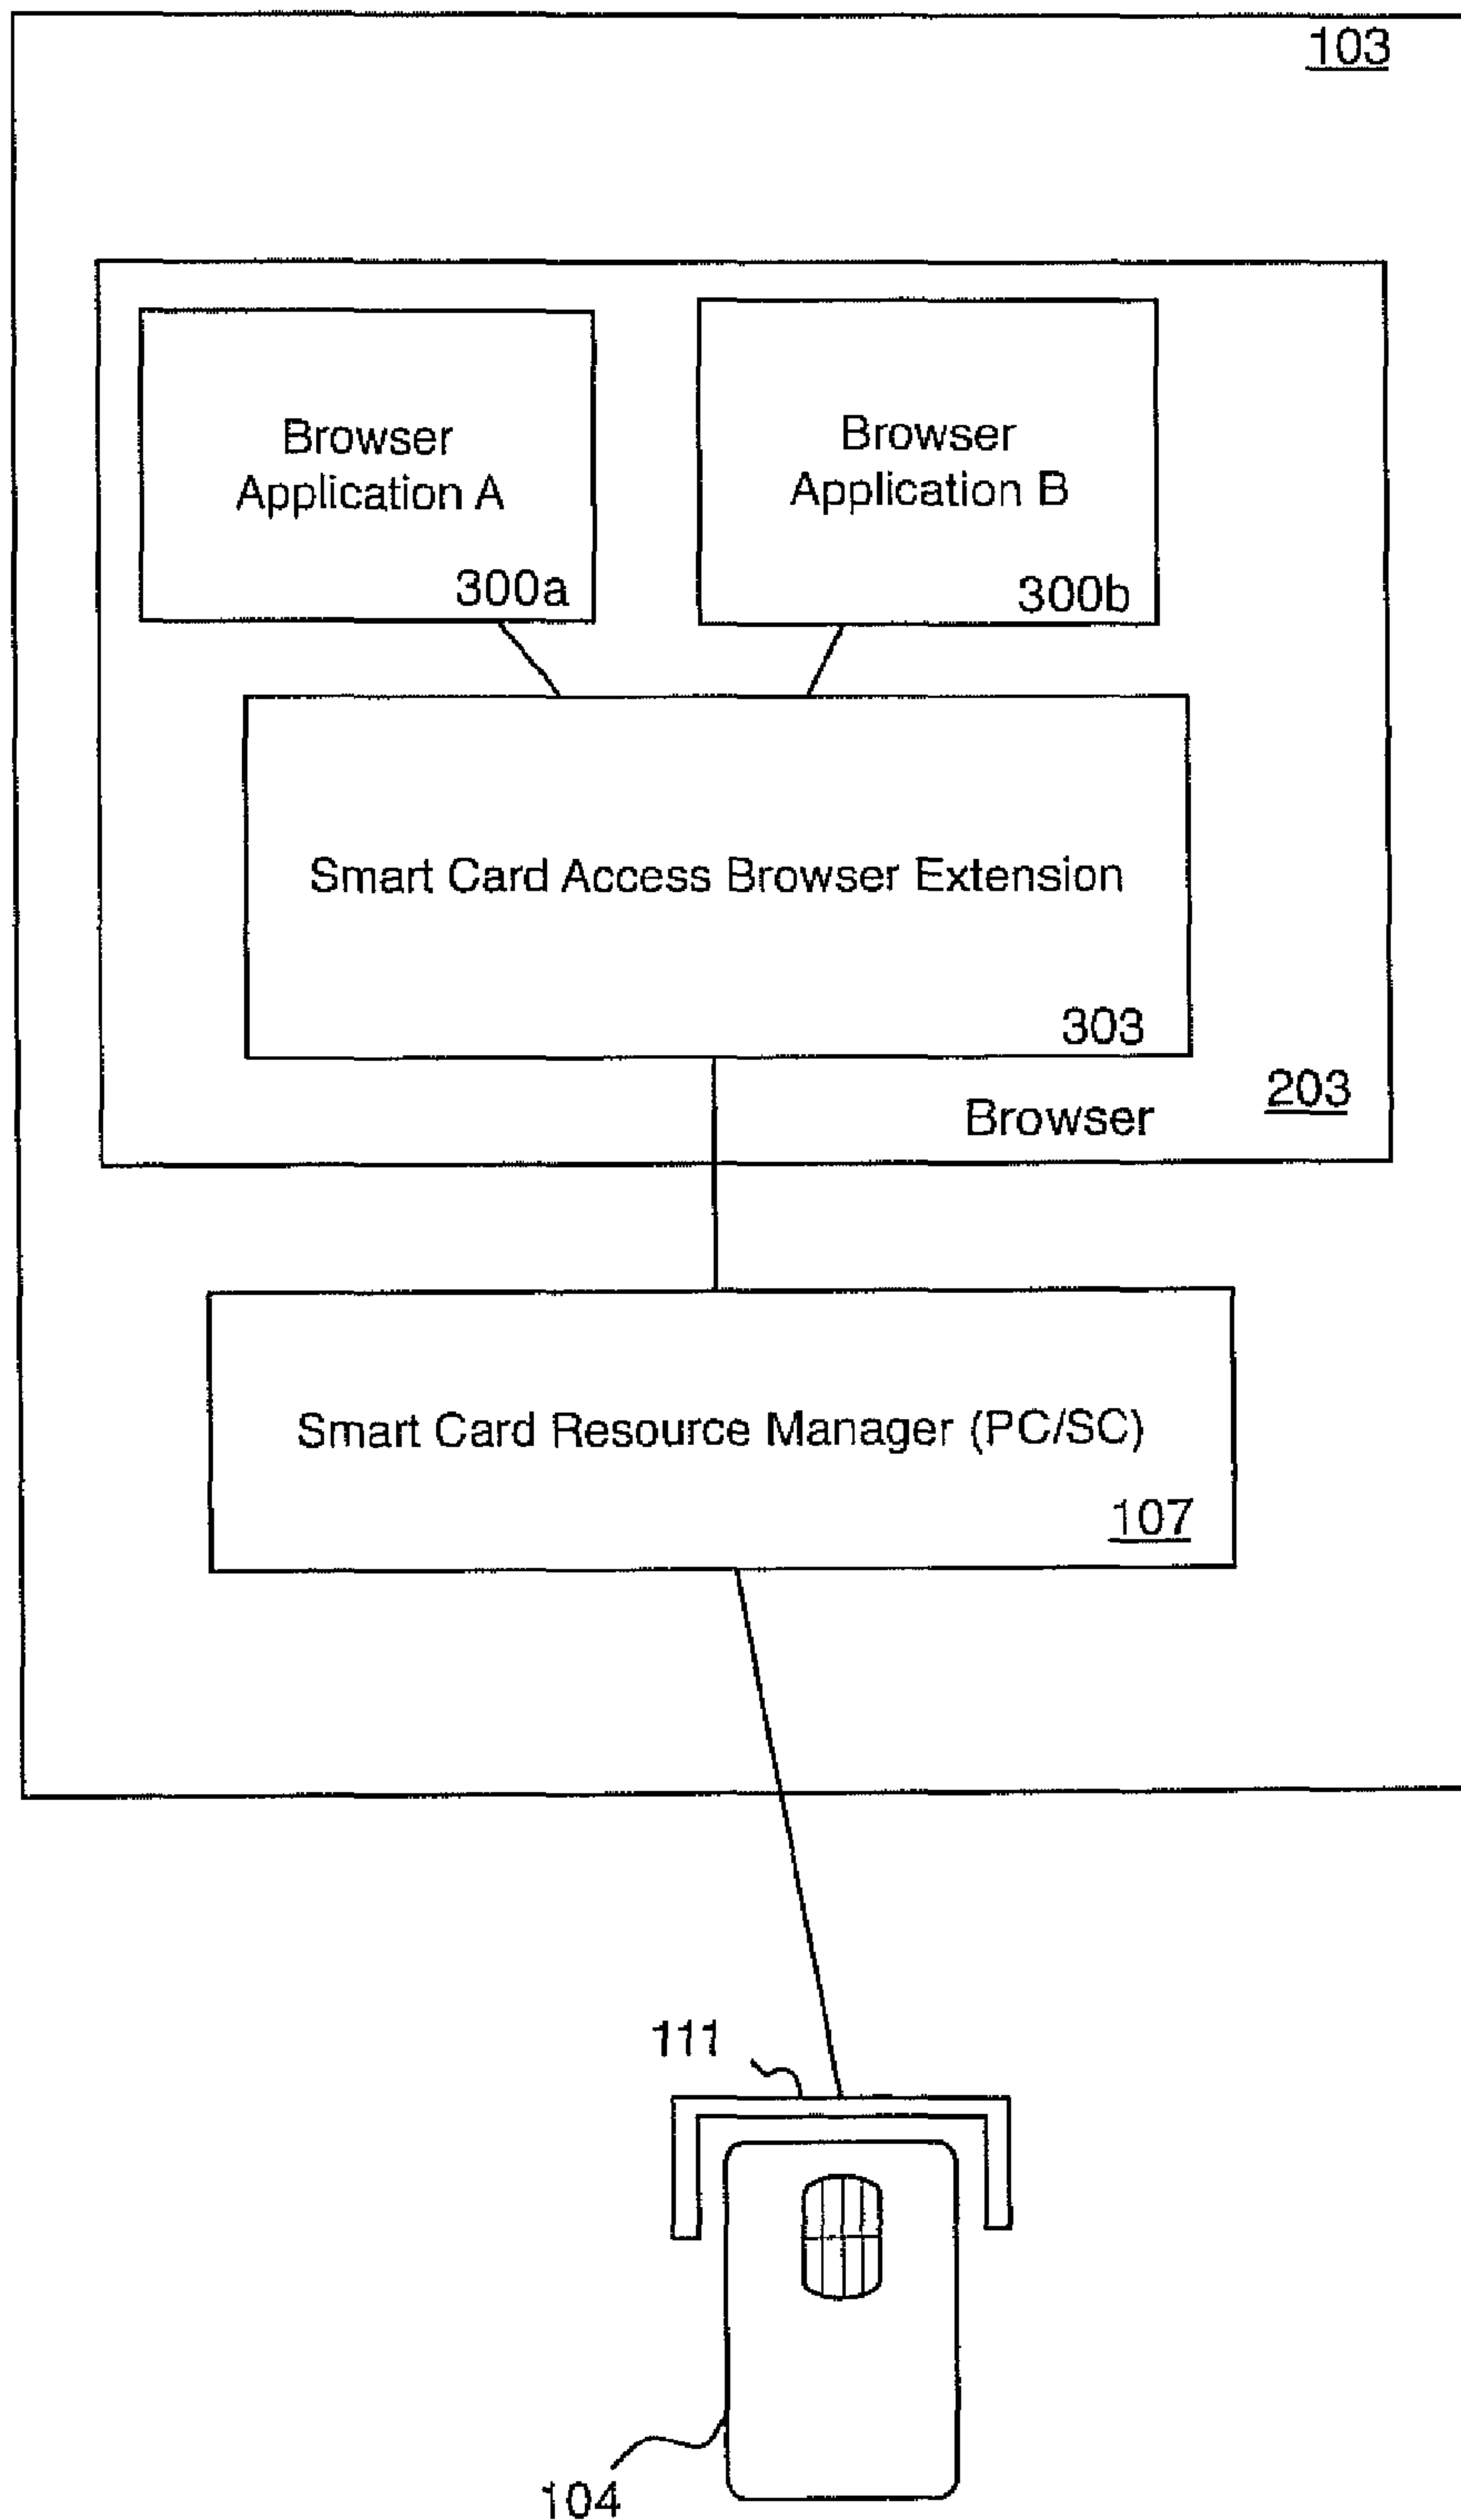 103
Browser
Application A
300a
Browser
Application B
300b
Smart Card Access Browser Extension
303
203
Browser
Smart Card Resource Manager (PC/SC)
107
111
104